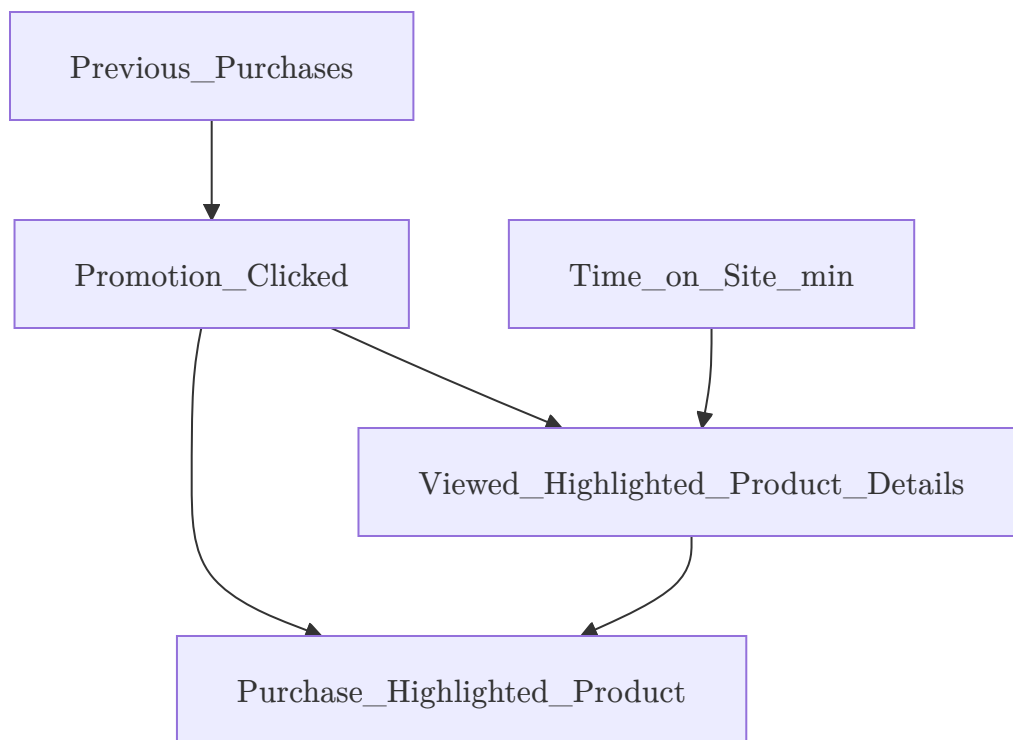 Previous_Purchases
Promotion_Clicked
Time_on_Site_min
Viewed_Highlighted_Product_Details
Purchase_Highlighted_Product